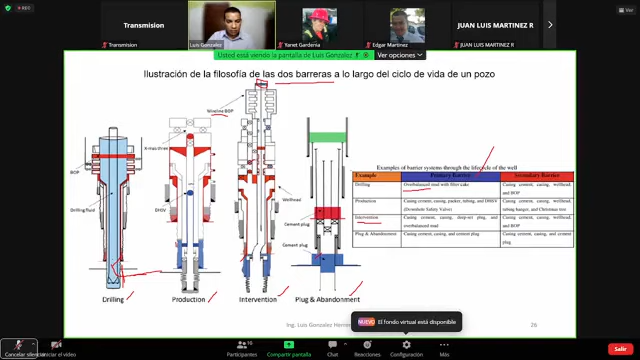 REC
Transmision
JUAN LUIS MARTINEZ R
Transmision
Luis Gonzalez
Yanet Gardenia
Edgar Martinez
JUAN LUIS MARTINEZ R
Usted está viendo la pantalla de Luis Gonzalez
Ver opciones
Ilustración de la filosofía de las dos barreras a lo largo del ciclo de vida de un pozo
Wireline BOP
X-mas three
BOP
Drilling fluid
DHSV
Wellhead
Cement plug
Cement plug
Drilling
Production
Intervention
Plug & Abandonment
Examples of barrier systems through the lifecycle of the well
Example
Primary Barrier
Secondary Barrier
Drilling
Overbalanced mud with filter cake
Casing cement, casing, wellhead, and BOP
Production
Casing cement, casing, packer, tubing, and DHSV (Downhole Safety Valve)
Casing cement, casing, wellhead, tubing hanger, and Christmas tree
Intervention
Casing cement, casing, deep-set plug, and overbalanced mud
Casing cement, casing, wellhead, and BOP
Plug & Abandonment
Casing cement, casing, and cement plug
Casing cement, casing, and cement plug
Ing. Luis Gonzalez
26
NUEVO
El fondo virtual está disponible
Cancelar silencio
Iniciar el video
Participantes
Compartir pantalla
Chat
Reacciones
Configuración
Más
Salir